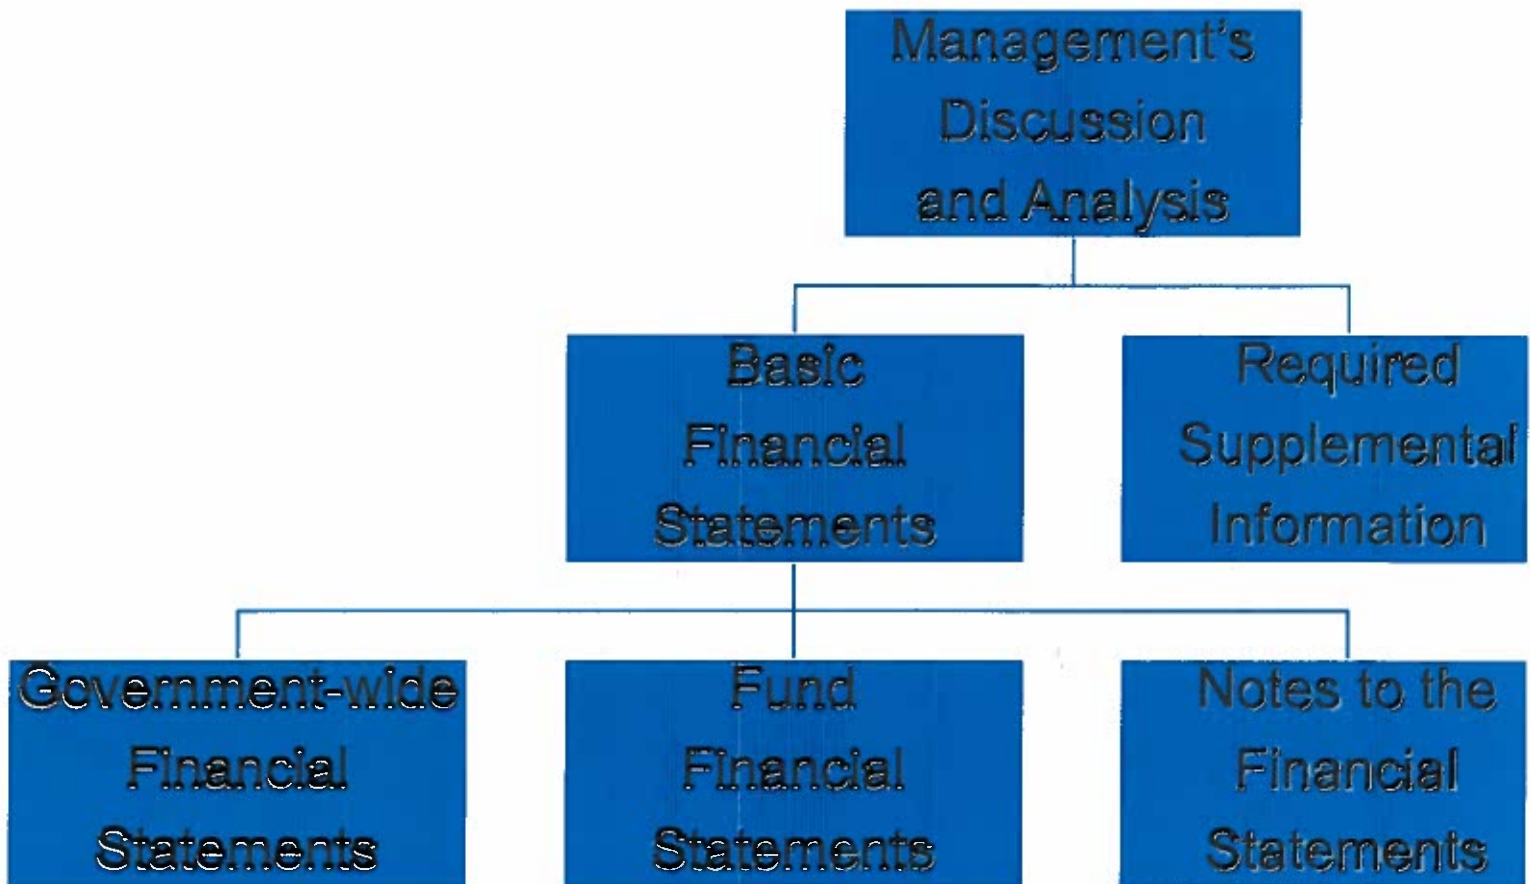 Management's
Discussion
and Analysis
Basic
Financial
Statements
Required
Supplemental
Information
Government-wide
Financial
Statements
Fund
Financial
Statements
Notes to the
Financial
Statements